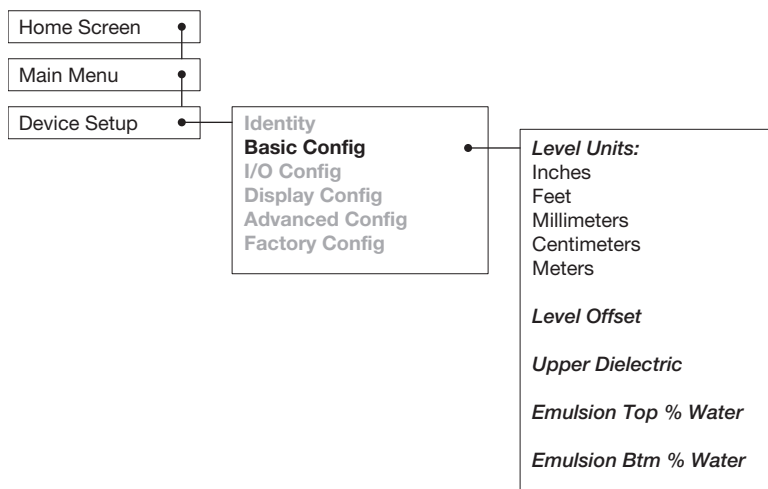 Home Screen
Main Menu
Device Setup
Identity
Basic Config
I/O Config
Display Config
Advanced Config
Factory Config
Level Units:
Inches
Feet
Millimeters
Centimeters
Meters
Level Offset
Upper Dielectric
Emulsion Top % Water
Emulsion Btm % Water